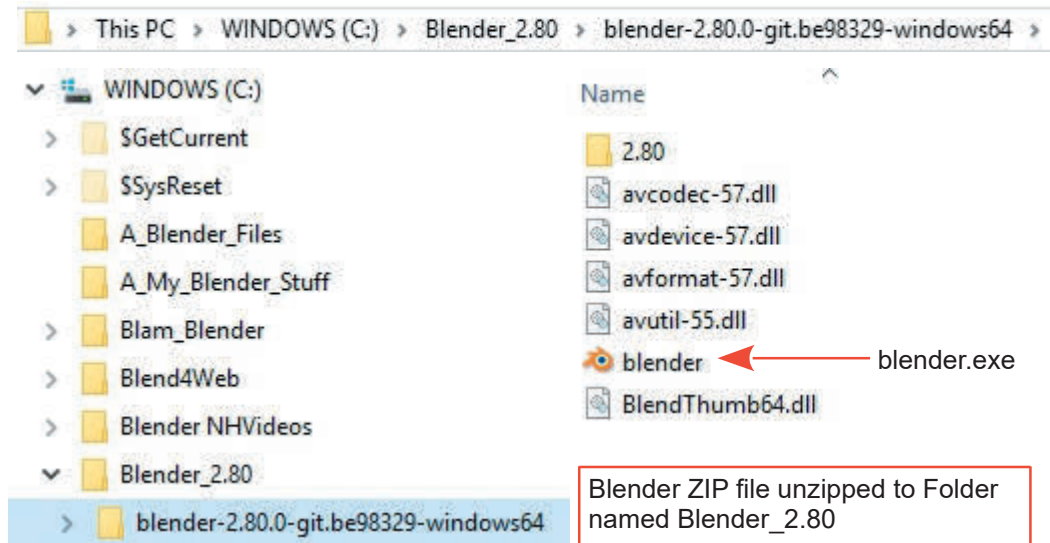 This PC > WINDOWS (C:) > Blender_2.80 > blender-2.80.0-git.be98329-windows64 >
WINDOWS (C:)
$GetCurrent
$SysReset
A_Blender_Files
A_My_Blender_Stuff
Blam_Blender
Blend4Web
Blender NHVideos
Blender_2.80
blender-2.80.0-git.be98329-windows64
Name
2.80
avcodec-57.dll
avdevice-57.dll
avformat-57.dll
avutil-55.dll
blender
blender.exe
BlendThumb64.dll
Blender ZIP file unzipped to Folder
named Blender_2.80